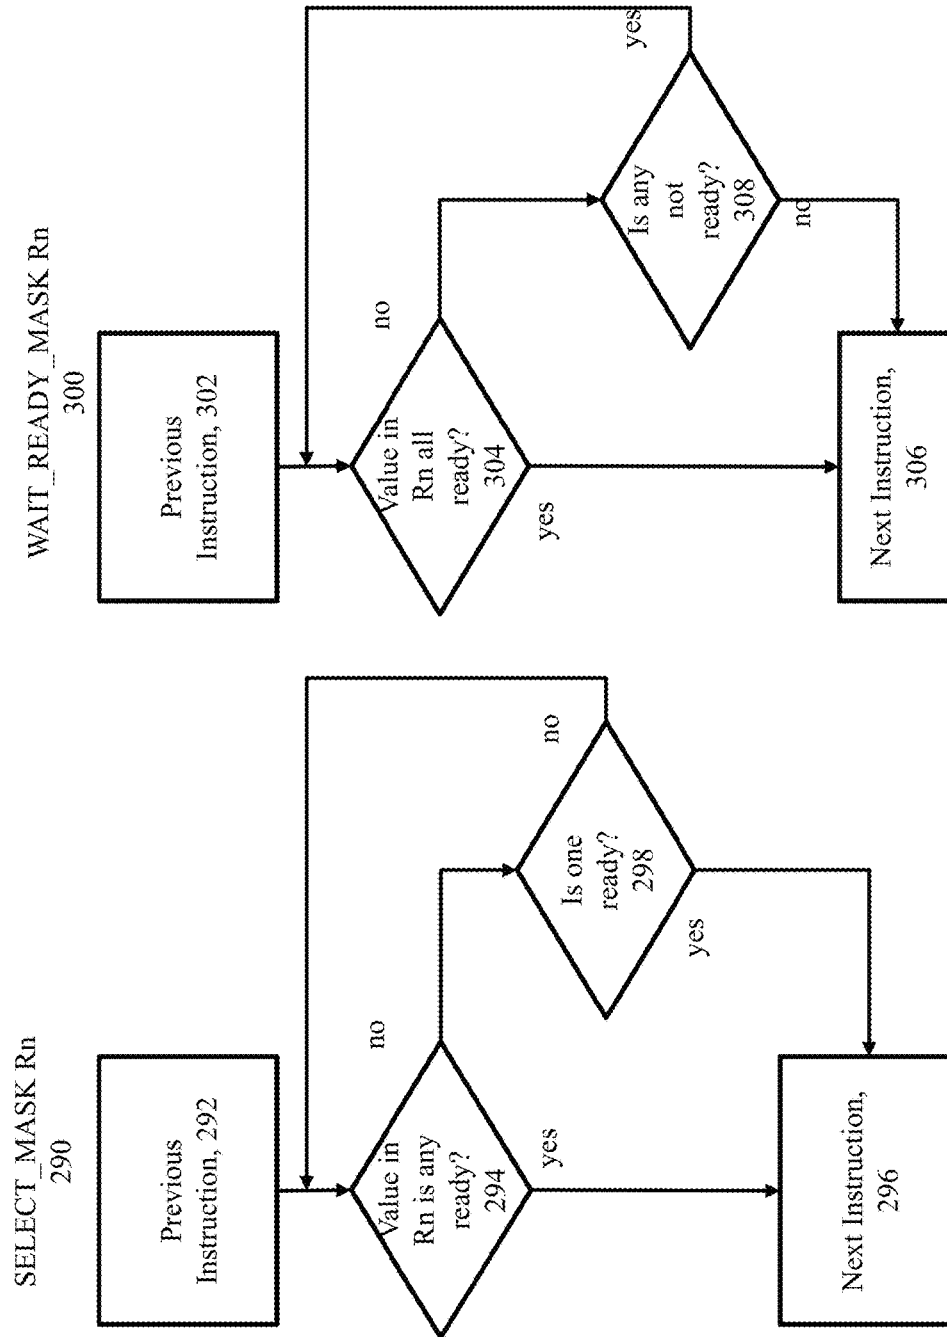 SELECT_MASK Rn
290
Previous
Instruction, 292
Value in
Rn is any
ready?
294
no
yes
Is one
ready?
298
no
yes
Next Instruction,
296
WAIT_READY_MASK Rn
300
Previous
Instruction, 302
Value in
Rn all
ready?
304
no
yes
Is any
not
ready?
308
yes
no
Next Instruction,
306